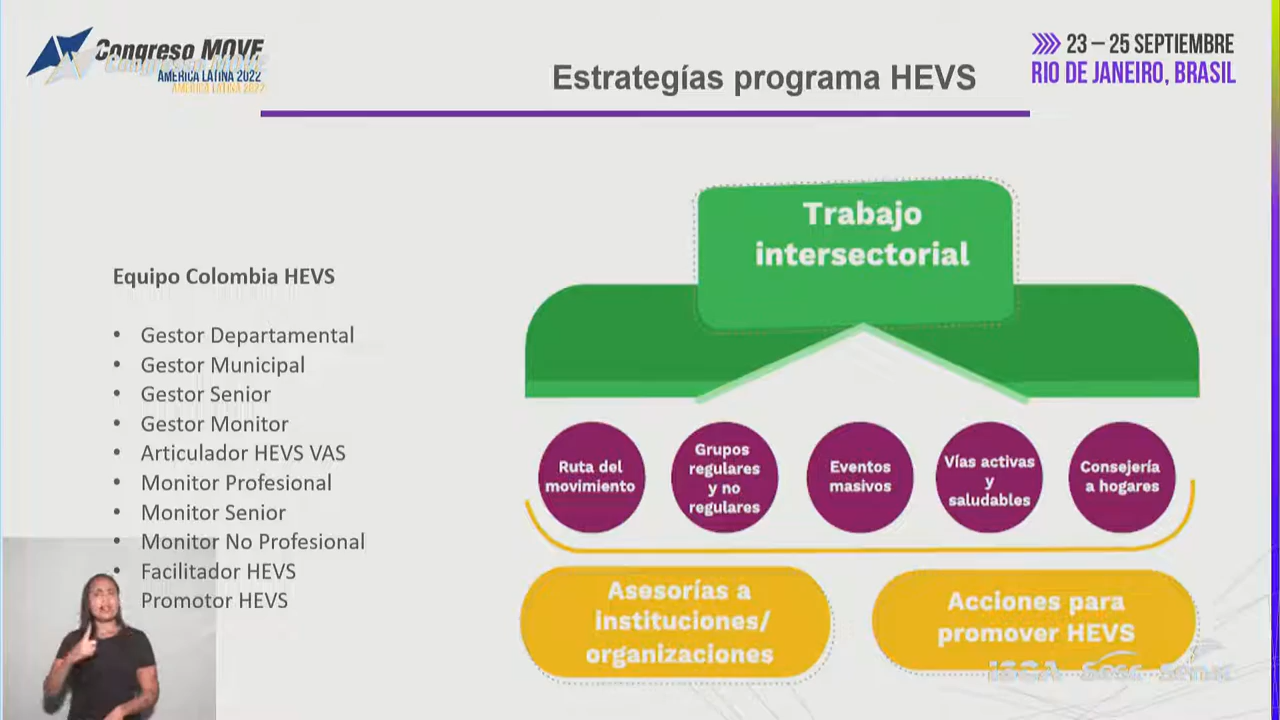 Congreso MOVE
AMÉRICA LATINA 2022
Estrategías programa HEVS
23 – 25 SEPTIEMBRE
RIO DE JANEIRO, BRASIL
Equipo Colombia HEVS
• Gestor Departamental
• Gestor Municipal
• Gestor Senior
• Gestor Monitor
• Articulador HEVS VAS
• Monitor Profesional
• Monitor Senior
• Monitor No Profesional
• Facilitador HEVS
Promotor HEVS
Trabajo
intersectorial
Ruta del
movimiento
Grupos
regulares
y no
regulares
Eventos
masivos
Vías activas
y
saludables
Consejería
a hogares
Asesorías a
instituciones/
organizaciones
Acciones para
promover HEVS